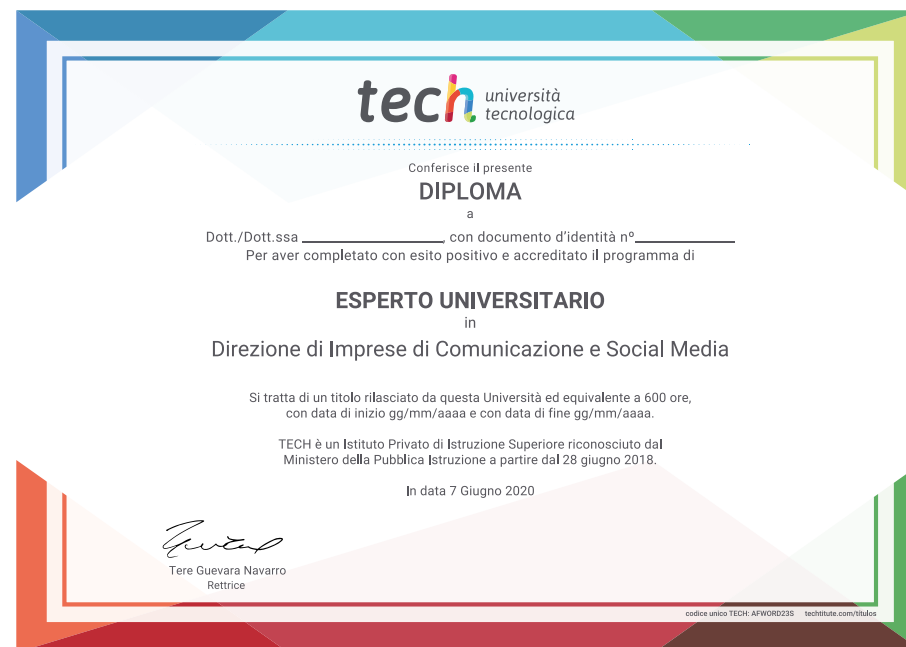 tech università
tecnologica
Conferisce il presente
DIPLOMA
a
Dott./Dott.ssa ____________________, con documento d'identità nº______________
Per aver completato con esito positivo e accreditato il programma di
ESPERTO UNIVERSITARIO
in
Direzione di Imprese di Comunicazione e Social Media
Si tratta di un titolo rilasciato da questa Università ed equivalente a 600 ore,
con data di inizio gg/mm/aaaa e con data di fine gg/mm/aaaa.
TECH è un Istituto Privato di Istruzione Superiore riconosciuto dal
Ministero della Pubblica Istruzione a partire dal 28 giugno 2018.
In data 7 Giugno 2020
Tere Guevara Navarro
Rettrice
codice unico TECH: AFWORD23S techtitute.com/titulos